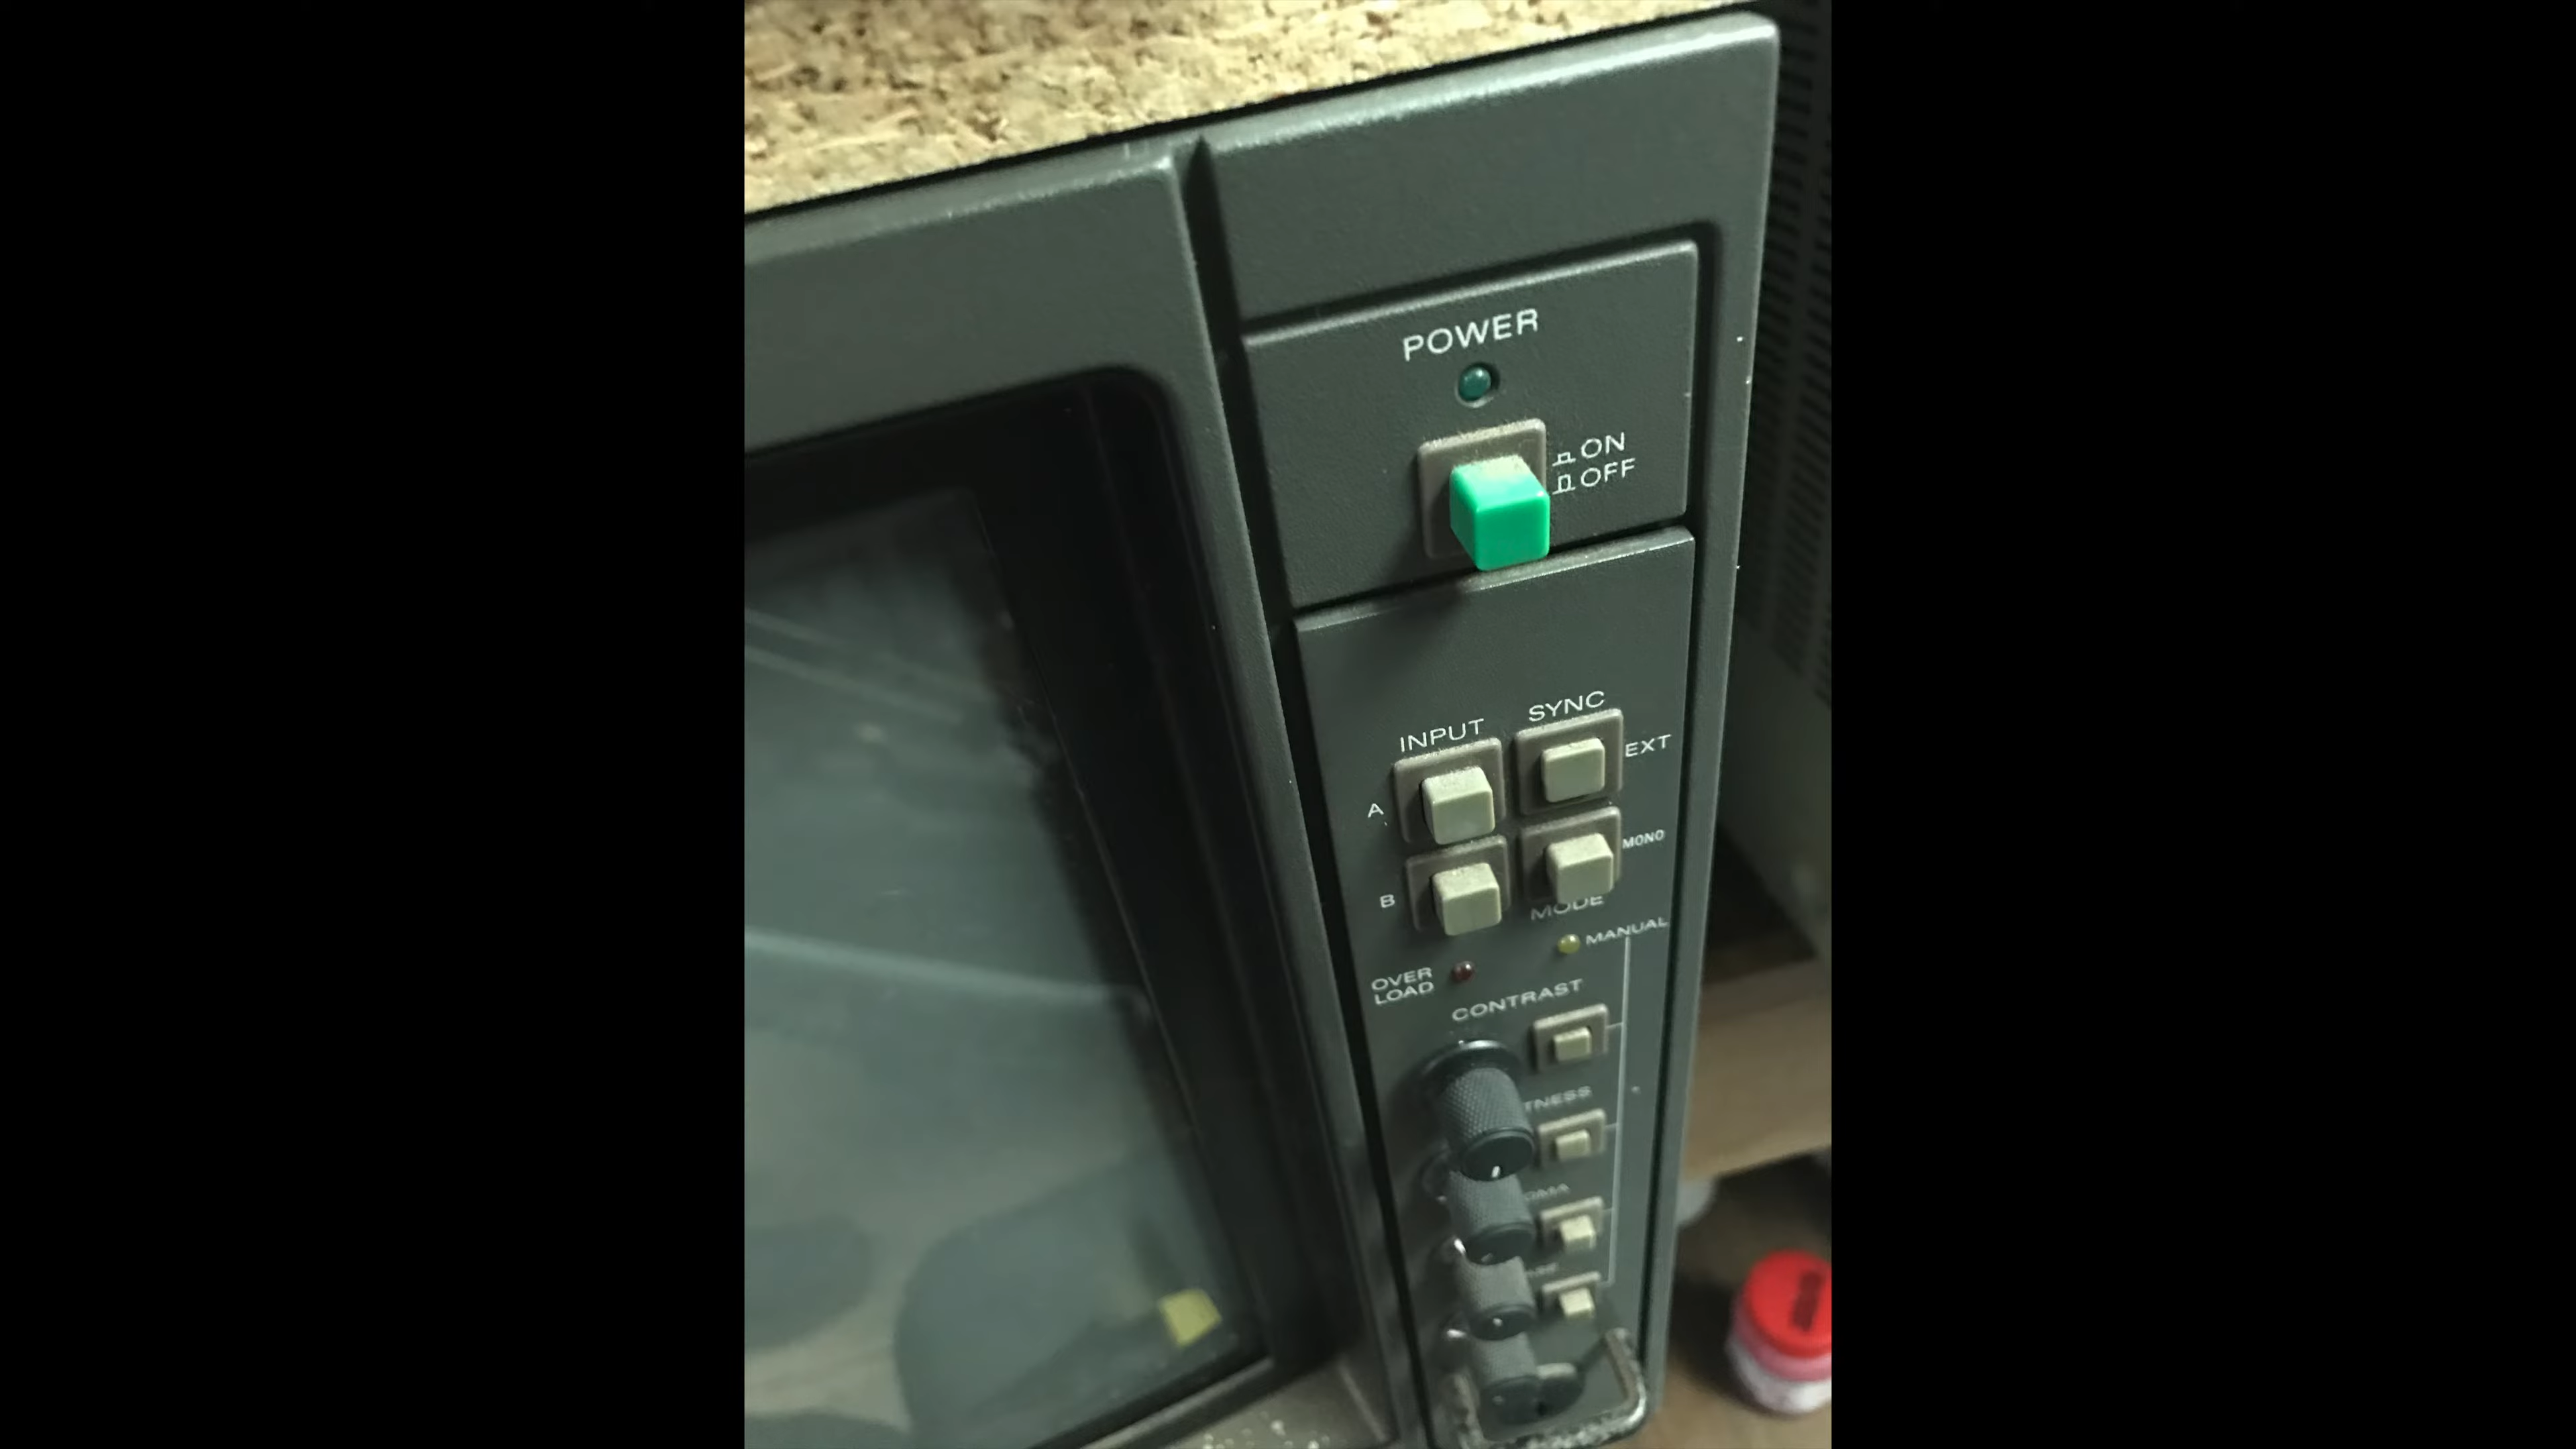 POWER
ON
OFF
SYNC
INPUT
EXT
A
MONO
B
MODE
MANUAL
OVER
LOAD
CONTRAST